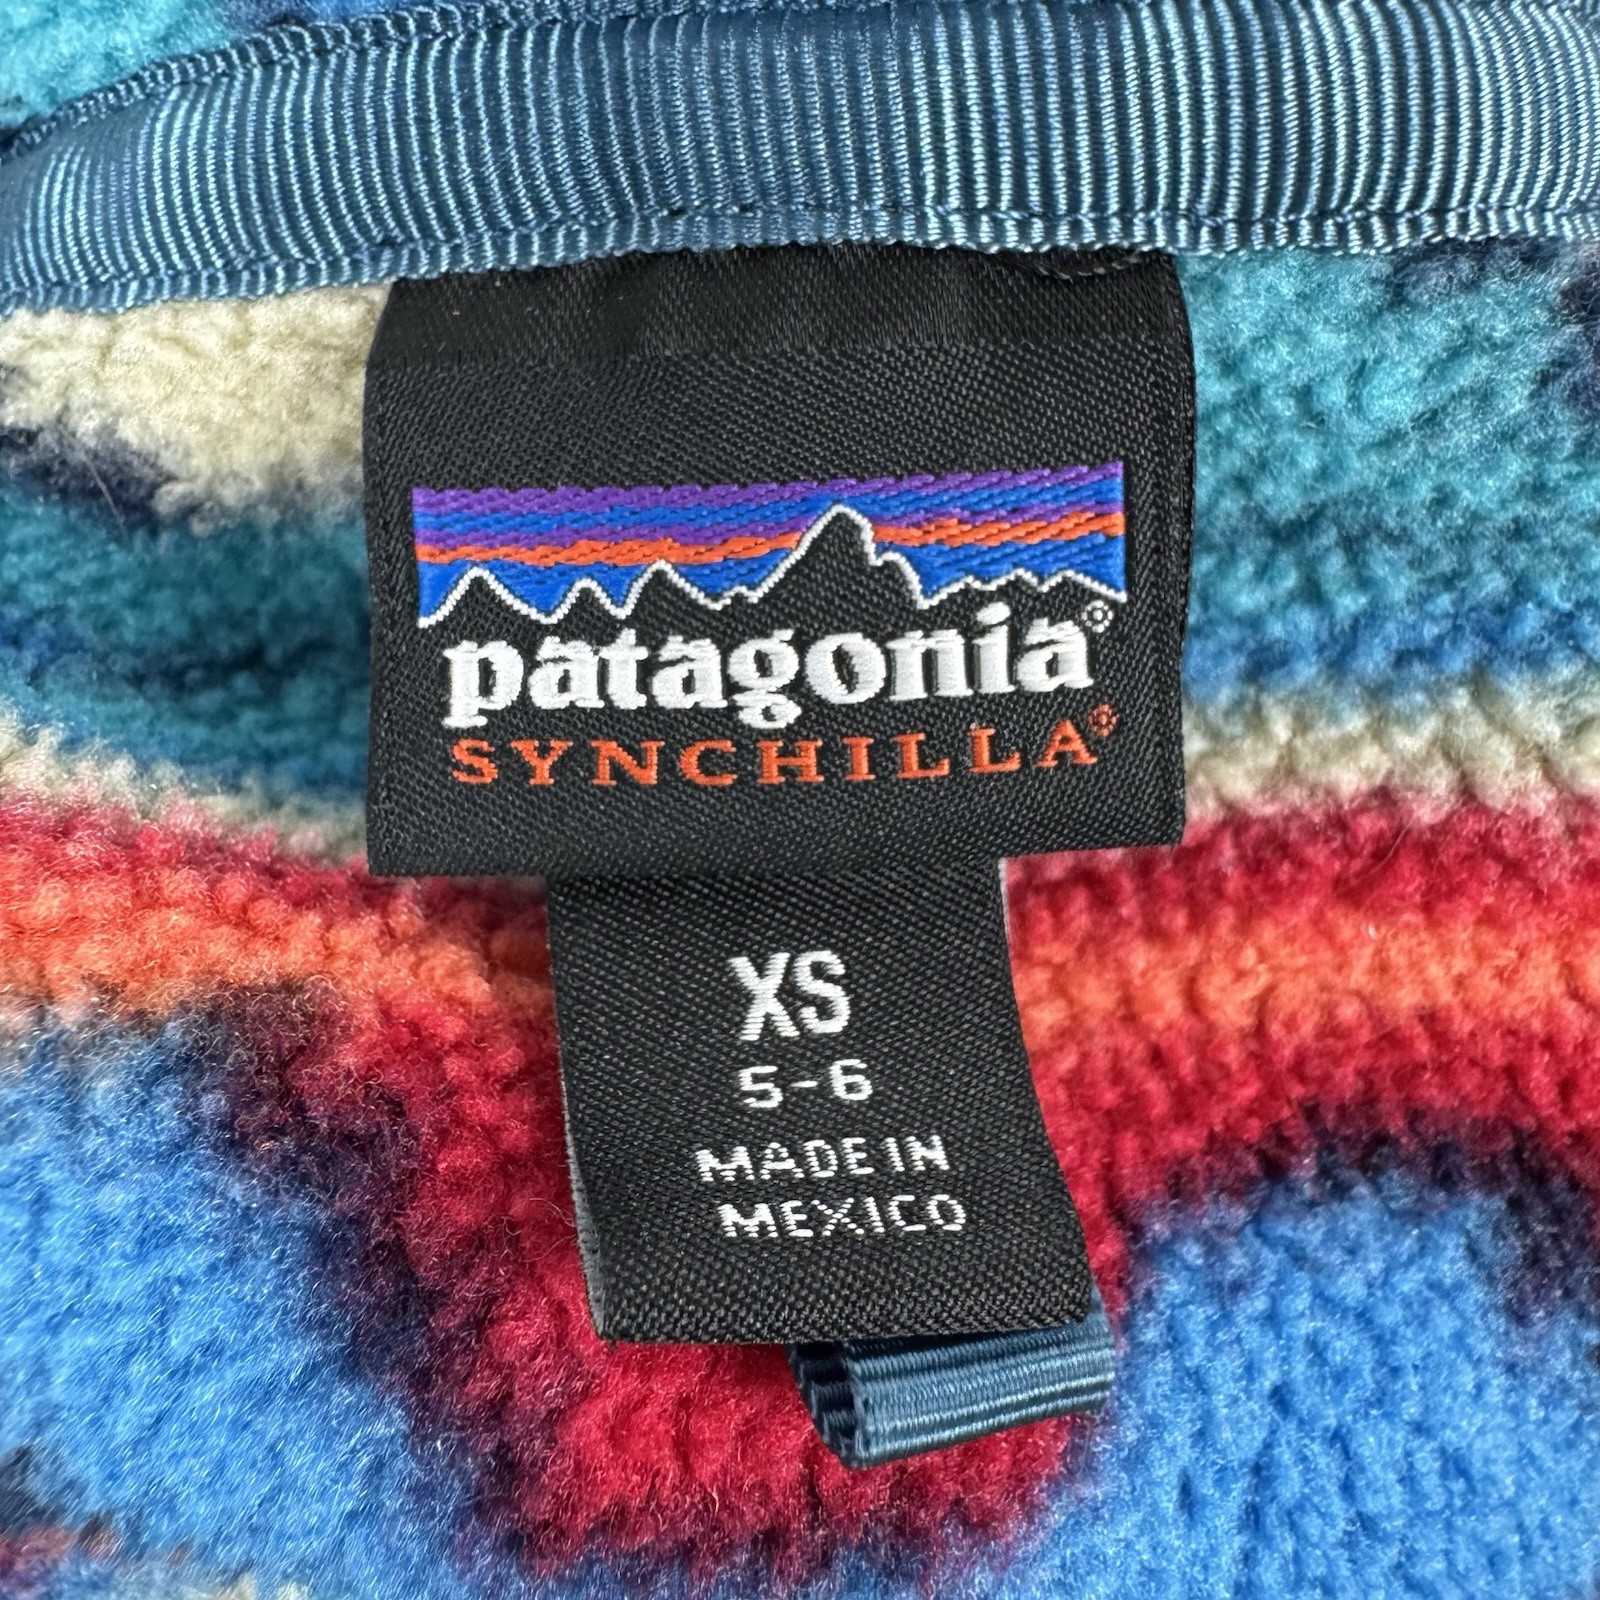 patagonia®
SYNCHILLA®
XS
5-6
MADE IN
MEXICO